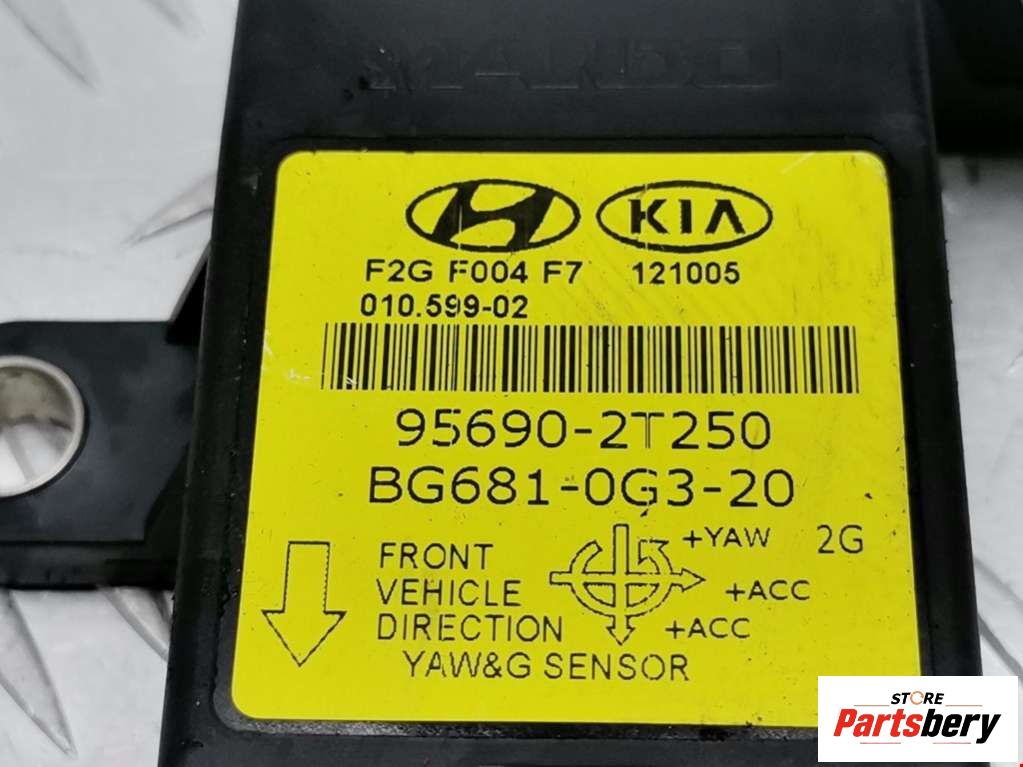 KIA
F2G F004 F7 121005
010.599-02
95690-2T250
BG681-0G3-20
FRONT
VEHICLE
DIRECTION
+YAW 2G
+ACC
+ACC
YAW&G SENSOR
STORE
Partsbery